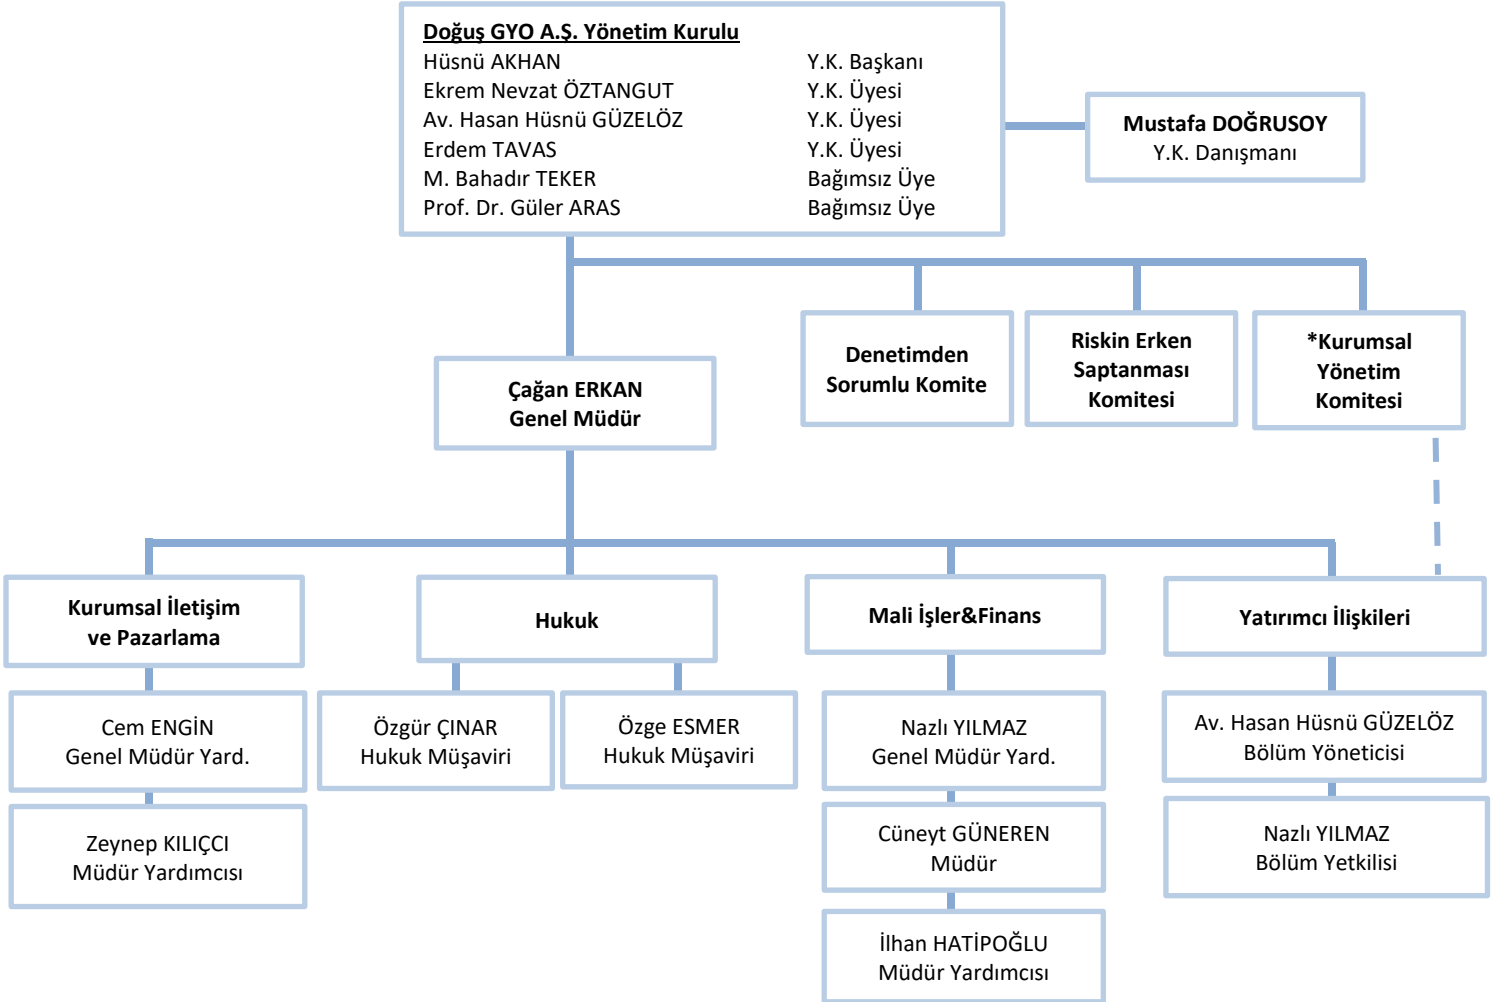 Doğuş GYO A.Ş. Yönetim Kurulu
Hüsnü AKHAN Y.K. Başkanı
Ekrem Nevzat ÖZTANGUT Y.K. Üyesi
Av. Hasan Hüsnü GÜZELÖZ Y.K. Üyesi
Erdem TAVAS Y.K. Üyesi
M. Bahadır TEKER Bağımsız Üye
Prof. Dr. Güler ARAS Bağımsız Üye
Mustafa DOĞRUSOY
Y.K. Danışmanı
Denetimden
Sorumlu Komite
Riskin Erken
Saptanması
Komitesi
*Kurumsal
Yönetim
Komitesi
Çağan ERKAN
Genel Müdür
Kurumsal İletişim
ve Pazarlama
Hukuk
Mali İşler&Finans
Yatırımcı İlişkileri
Cem ENGİN
Genel Müdür Yard.
Özgür ÇINAR
Hukuk Müşaviri
Özge ESMER
Hukuk Müşaviri
Nazlı YILMAZ
Genel Müdür Yard.
Av. Hasan Hüsnü GÜZELÖZ
Bölüm Yöneticisi
Zeynep KILIÇCI
Müdür Yardımcısı
Cüneyt GÜNEREN
Müdür
Nazlı YILMAZ
Bölüm Yetkilisi
İlhan HATİPOĞLU
Müdür Yardımcısı